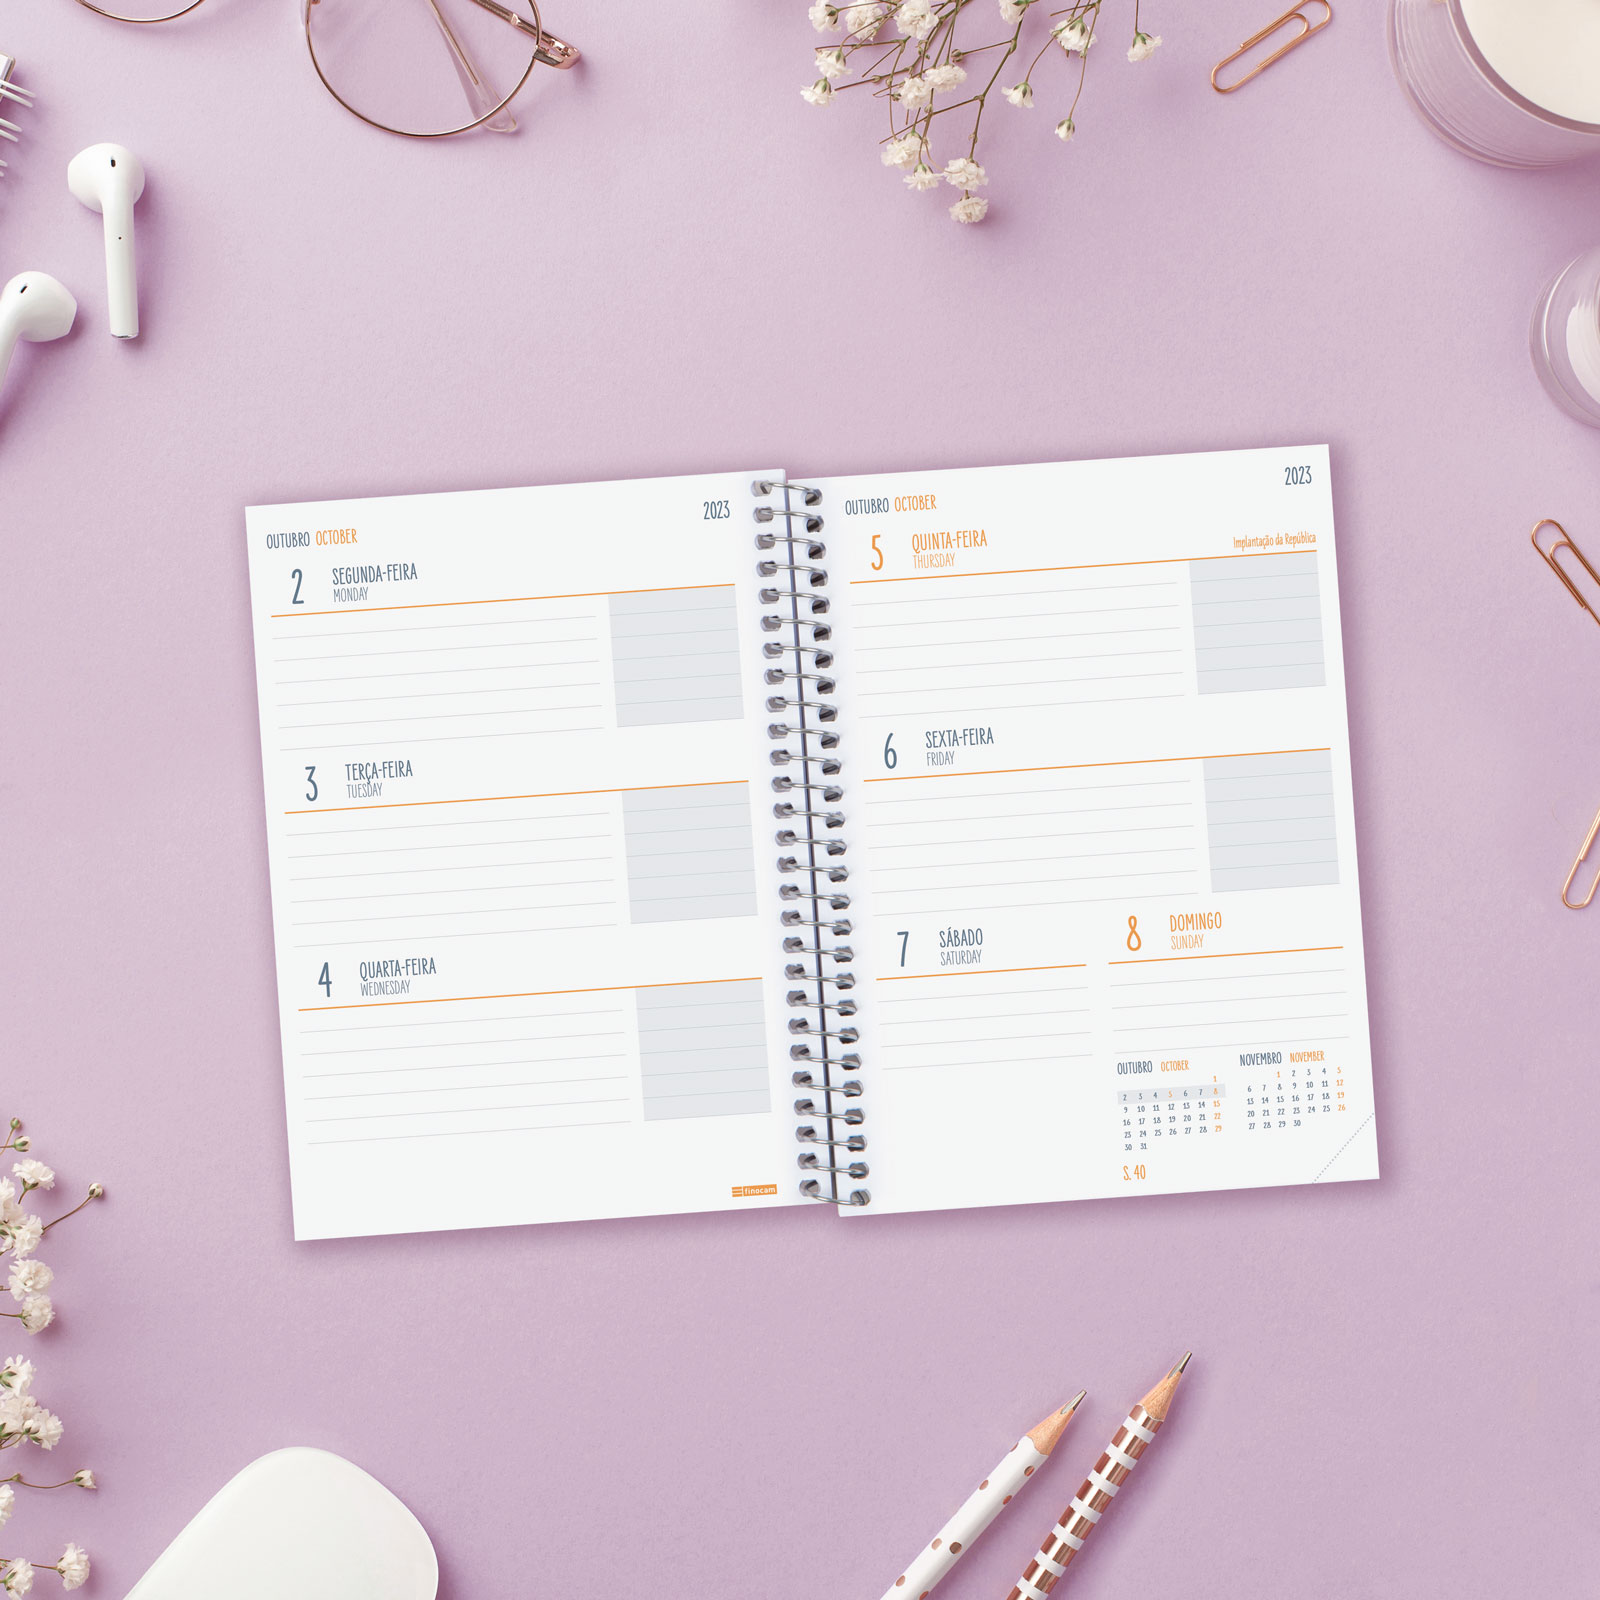 2023
OUTUBRO OCTOBER
2 SEGUNDA-FEIRA
MONDAY
3 TERÇA-FEIRA
TUESDAY
4 QUARTA-FEIRA
WEDNESDAY
finocam
2023
OUTUBRO OCTOBER
5 QUINTA-FEIRA
THURSDAY
Implantação da República
6 SEXTA-FEIRA
FRIDAY
7 SÁBADO
SATURDAY
8 DOMINGO
SUNDAY
OUTUBRO OCTOBER
1
2 3 4 5 6 7 8
9 10 11 12 13 14 15
16 17 18 19 20 21 22
23 24 25 26 27 28 29
30 31
NOVEMBRO NOVEMBER
1 2 3 4 5
6 7 8 9 10 11 12
13 14 15 16 17 18 19
20 21 22 23 24 25 26
27 28 29 30
S. 40